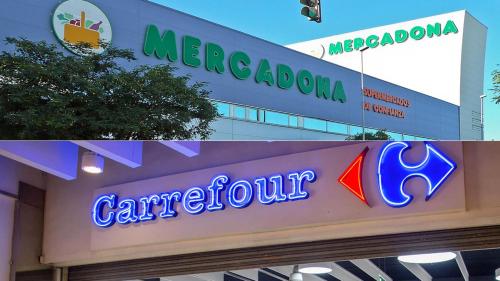 MERCADONA
MERCADONA
SUPERMERCADOS
DE CONFIANZA
Carrefour